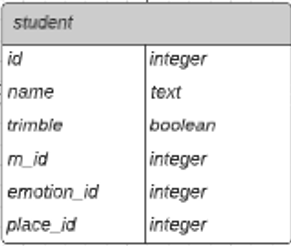 student
id integer
name text
trimble boolean
m_id integer
emotion_id integer
place_id integer